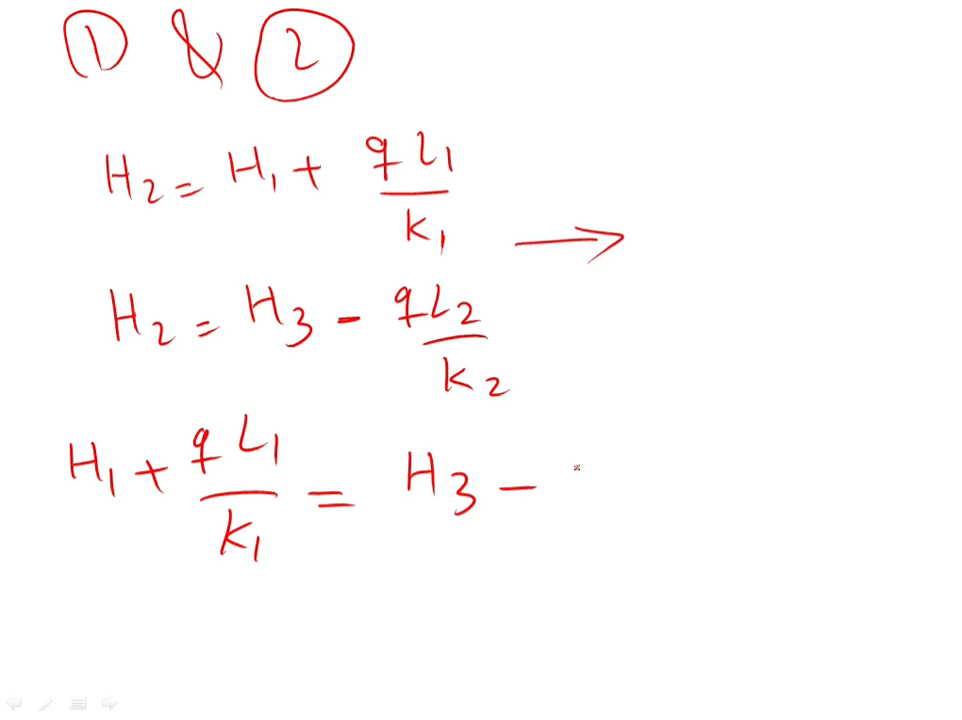 ① & ②
H₂ = H₁ + qL₁/K₁ →
H₂ = H₃ - qL₂/K₂
H₁ + qL₁/K₁ = H₃ -